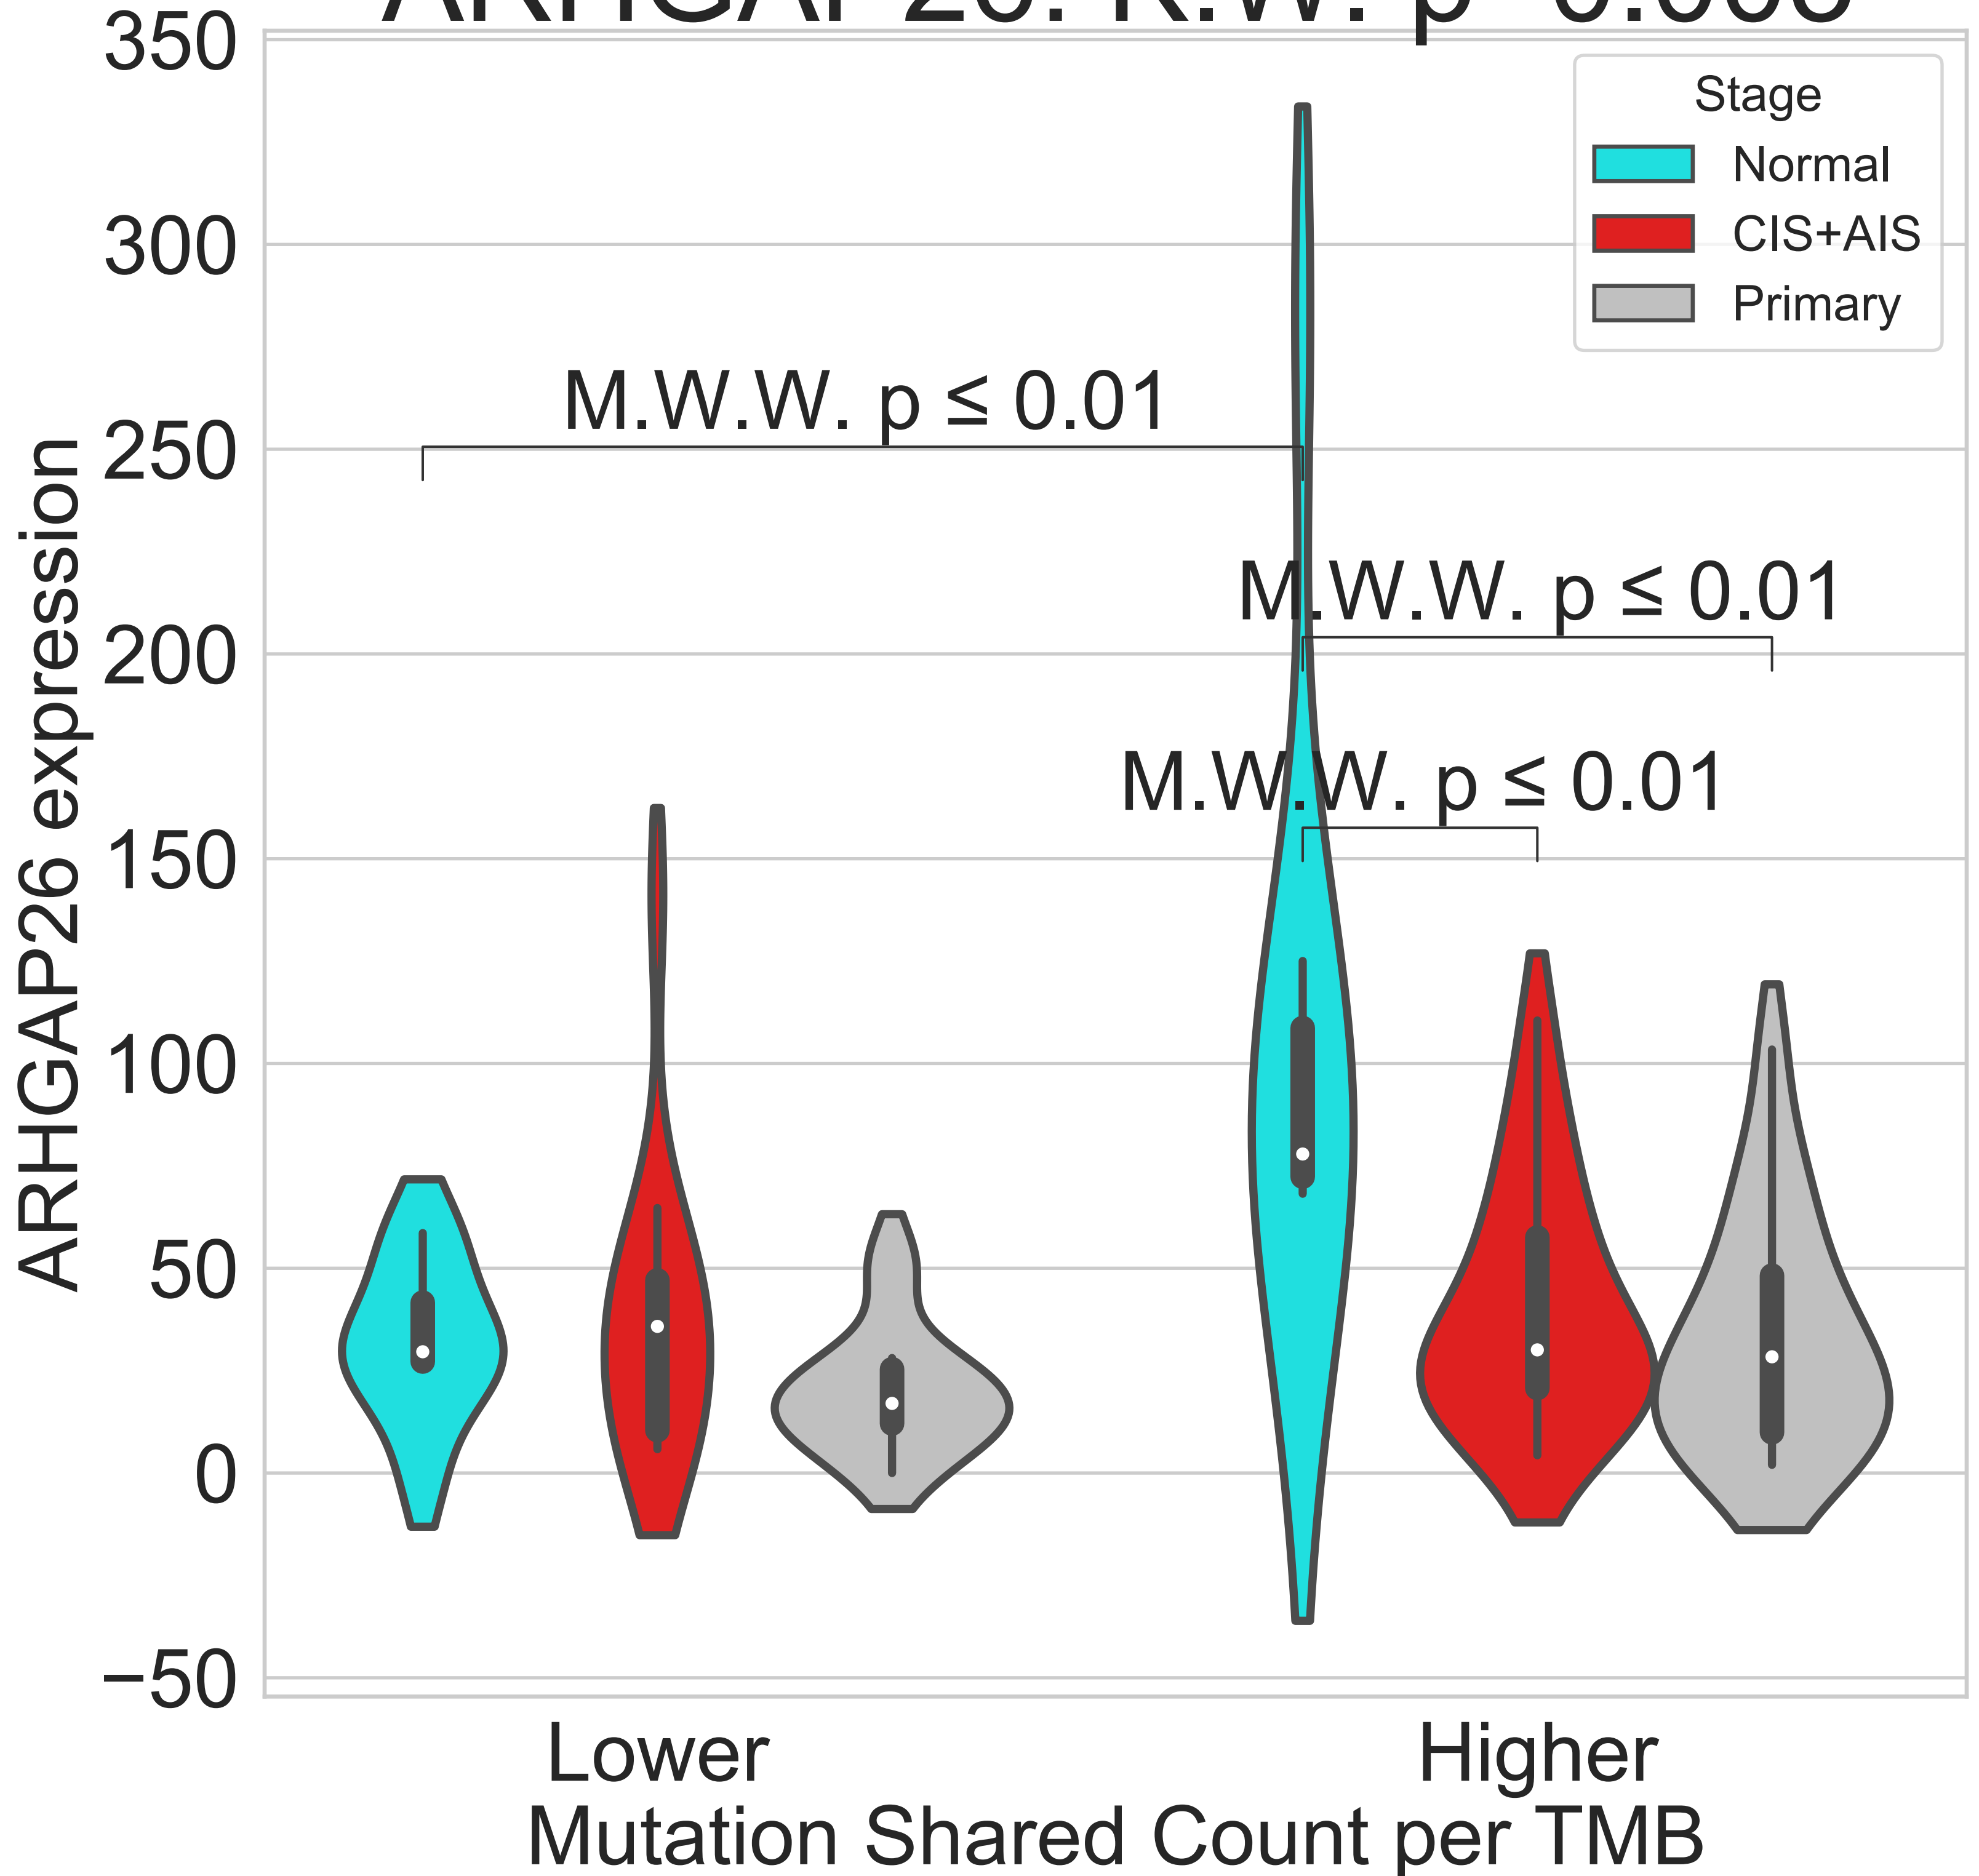 350
300
250
200
150
100
50
0
−50
ARHGAP26 expression
Stage
Normal
CIS+AIS
Primary
M.W.W. p ≤ 0.01
M.W.W. p ≤ 0.01
M.W.W. p ≤ 0.01
Lower
Higher
Mutation Shared Count per TMB